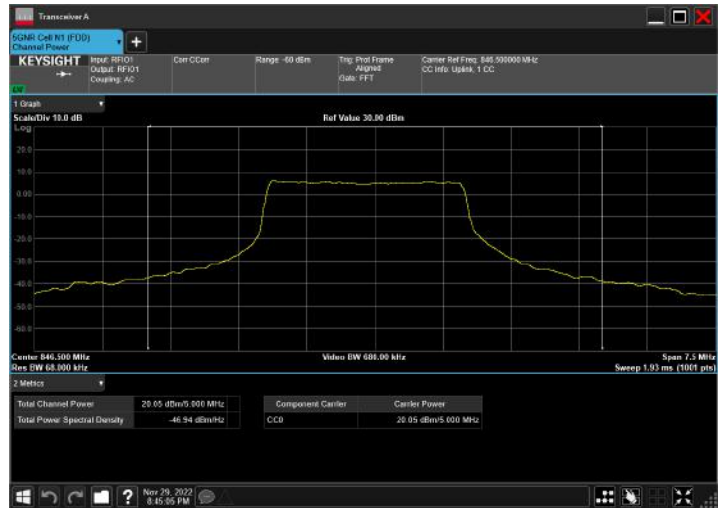 Transceiver A
5GNR Cell N1 (FDD)
Channel Power
KEYSIGHT
Input: RFIO1
Output: RFIO1
Coupling: AC
Corr CCorr
Range: -60 dBm
Trig: Prot Frame
Aligned
Gate: FFT
Carrier Ref Freq: 846.500000 MHz
CC Info: Uplink, 1 CC
1 Graph
Scale/Div 10.0 dB
Ref Value 30.00 dBm
Log
20.0
10.0
0.00
-10.0
-20.0
-30.0
-40.0
-50.0
-60.0
Center 846.500 MHz
Video BW 680.00 kHz
Span 7.5 MHz
Res BW 68.000 kHz
Sweep 1.93 ms (1001 pts)
2 Metrics
Total Channel Power
20.05 dBm/5.000 MHz
Total Power Spectral Density
-46.94 dBm/Hz
Component Carrier
Carrier Power
CC0
20.05 dBm/5.000 MHz
Nov 29, 2022
8:45:05 PM